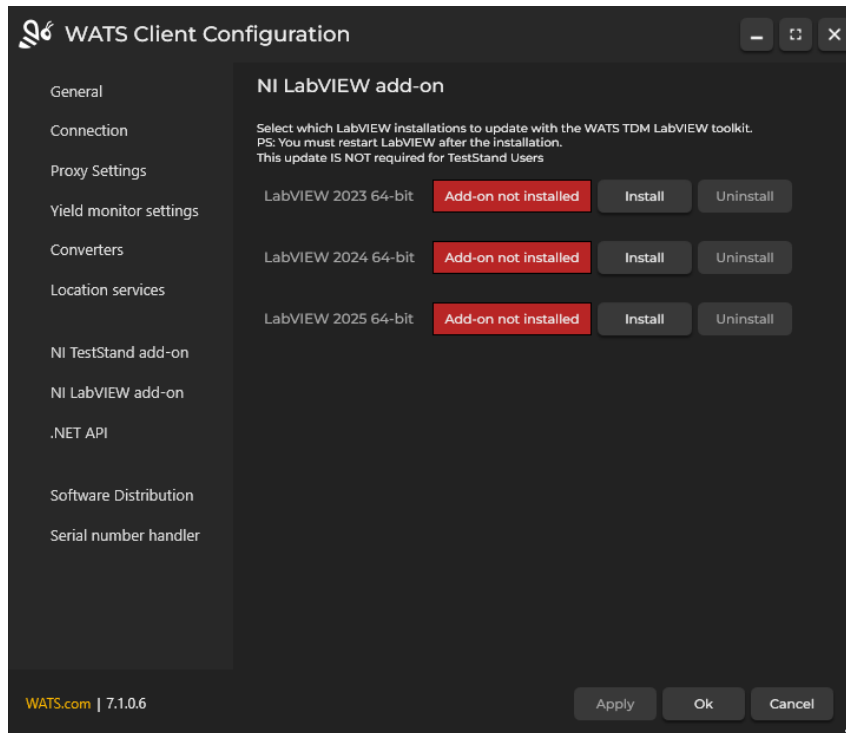 WATS Client Configuration
General
Connection
Proxy Settings
Yield monitor settings
Converters
Location services
NI TestStand add-on
NI LabVIEW add-on
.NET API
Software Distribution
Serial number handler
NI LabVIEW add-on
Select which LabVIEW installations to update with the WATS TDM LabVIEW toolkit.
PS: You must restart LabVIEW after the installation.
This update IS NOT required for TestStand Users
LabVIEW 2023 64-bit Add-on not installed Install Uninstall
LabVIEW 2024 64-bit Add-on not installed Install Uninstall
LabVIEW 2025 64-bit Add-on not installed Install Uninstall
WATS.com | 7.1.0.6
Apply Ok Cancel